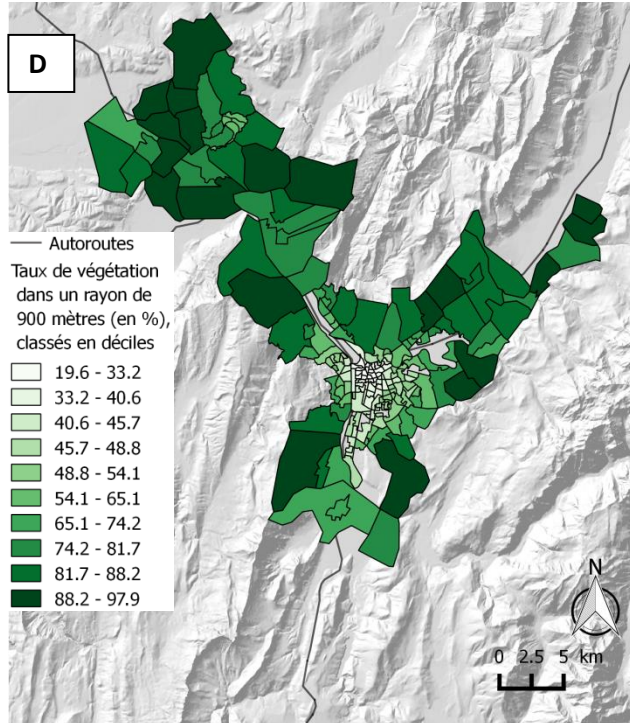 D
Autoroutes
Taux de végétation
dans un rayon de
900 mètres (en %),
classés en déciles
19.6 - 33.2
33.2 - 40.6
40.6 - 45.7
45.7 - 48.8
48.8 - 54.1
54.1 - 65.1
65.1 - 74.2
74.2 - 81.7
81.7 - 88.2
88.2 - 97.9
N
0 2.5 5 km